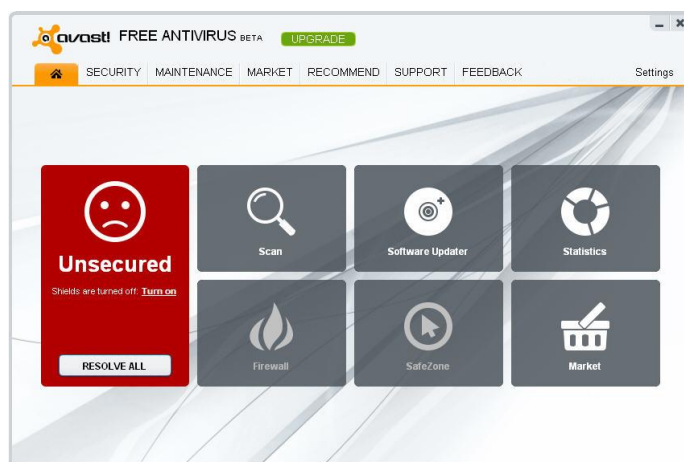 avast! FREE ANTIVIRUS BETA UPGRADE
SECURITY MAINTENANCE MARKET RECOMMEND SUPPORT FEEDBACK Settings
Unsecured
Shields are turned off: Turn on
RESOLVE ALL
Scan
Software Updater
Statistics
Firewall
SafeZone
Market